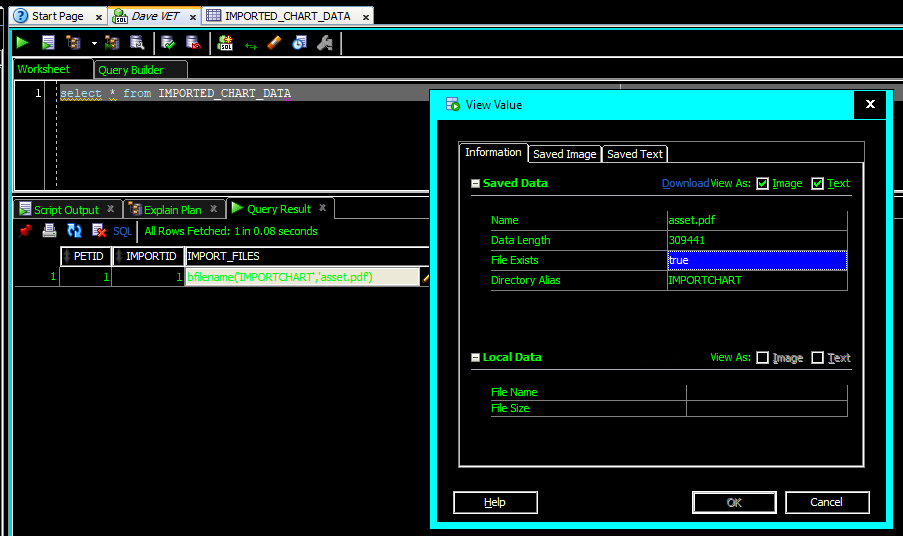 Start Page
Dave VET
IMPORTED_CHART_DATA
Worksheet
Query Builder
1 select * from IMPORTED_CHART_DATA
Script Output
Explain Plan
Query Result
SQL All Rows Fetched: 1 in 0.08 seconds
PETID IMPORTID IMPORT_FILES
1 1 1 bfilename('IMPORTCHART','asset.pdf')
View Value
Information
Saved Image
Saved Text
Saved Data Download View As: Image Text
Name asset.pdf
Data Length 309441
File Exists true
Directory Alias IMPORTCHART
Local Data View As: Image Text
File Name
File Size
Help
OK
Cancel